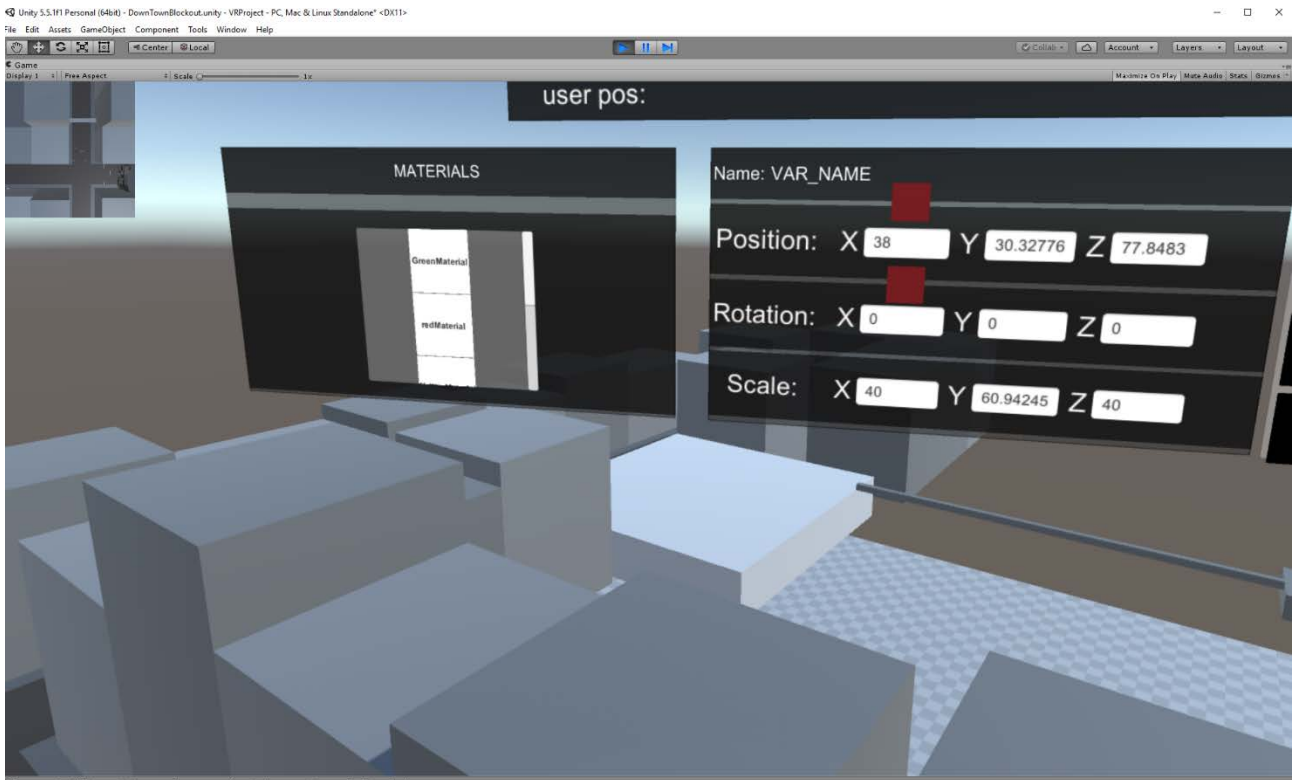 Unity 5.5.1f1 Personal (64bit) - DownTownBlockout.unity - VRProject - PC, Mac & Linux Standalone* <DX11>
File Edit Assets GameObject Component Tools Window Help
Center Local Collab Account Layers Layout
Game
Display 1 Free Aspect Scale 1x Maximize On Play Mute Audio Stats Gizmos
user pos:
MATERIALS
GreenMaterial
redMaterial
Name: VAR_NAME
Position: X 38 Y 30.32776 Z 77.8483
Rotation: X 0 Y 0 Z 0
Scale: X 40 Y 60.94245 Z 40